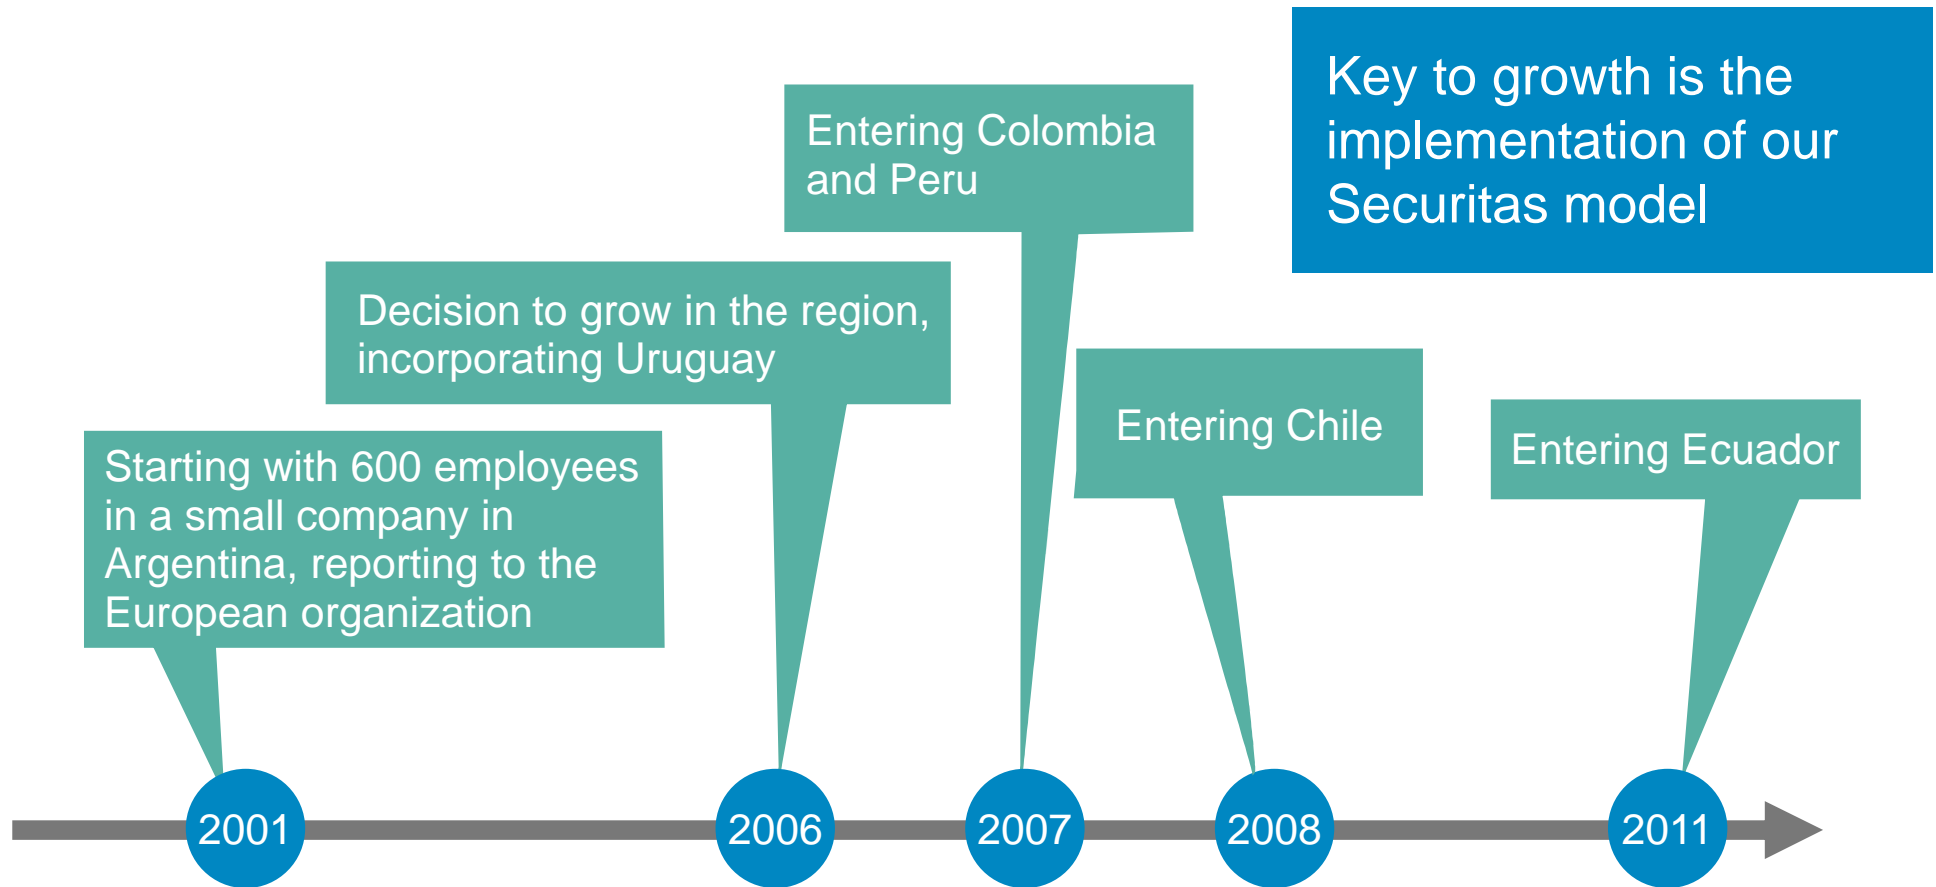 Key to growth is the
implementation of our
Securitas model
Entering Colombia
and Peru
Decision to grow in the region,
incorporating Uruguay
Entering Chile
Entering Ecuador
Starting with 600 employees
in a small company in
Argentina, reporting to the
European organization
2001
2006
2007
2008
2011